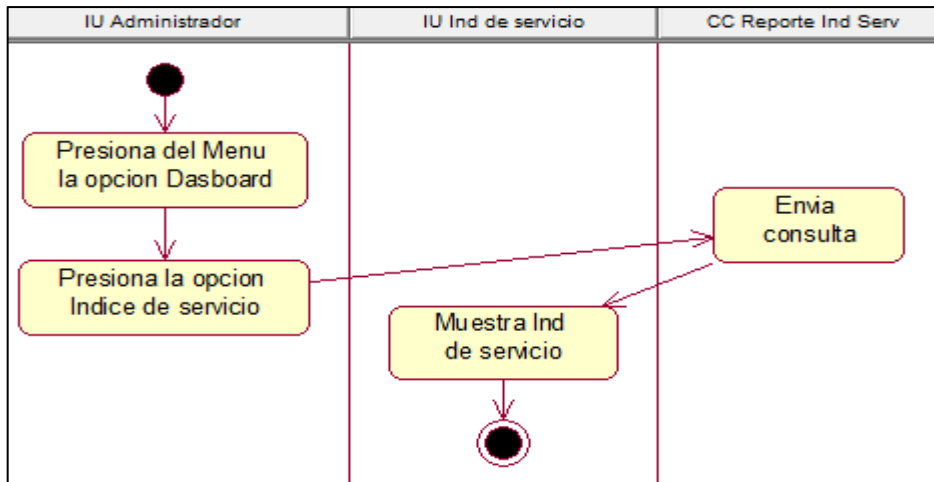 IU Administrador
IU Ind de servicio
CC Reporte Ind Serv
Presiona del Menu
la opcion Dasboard
Presiona la opcion
Indice de servicio
Envia
consulta
Muestra Ind
de servicio